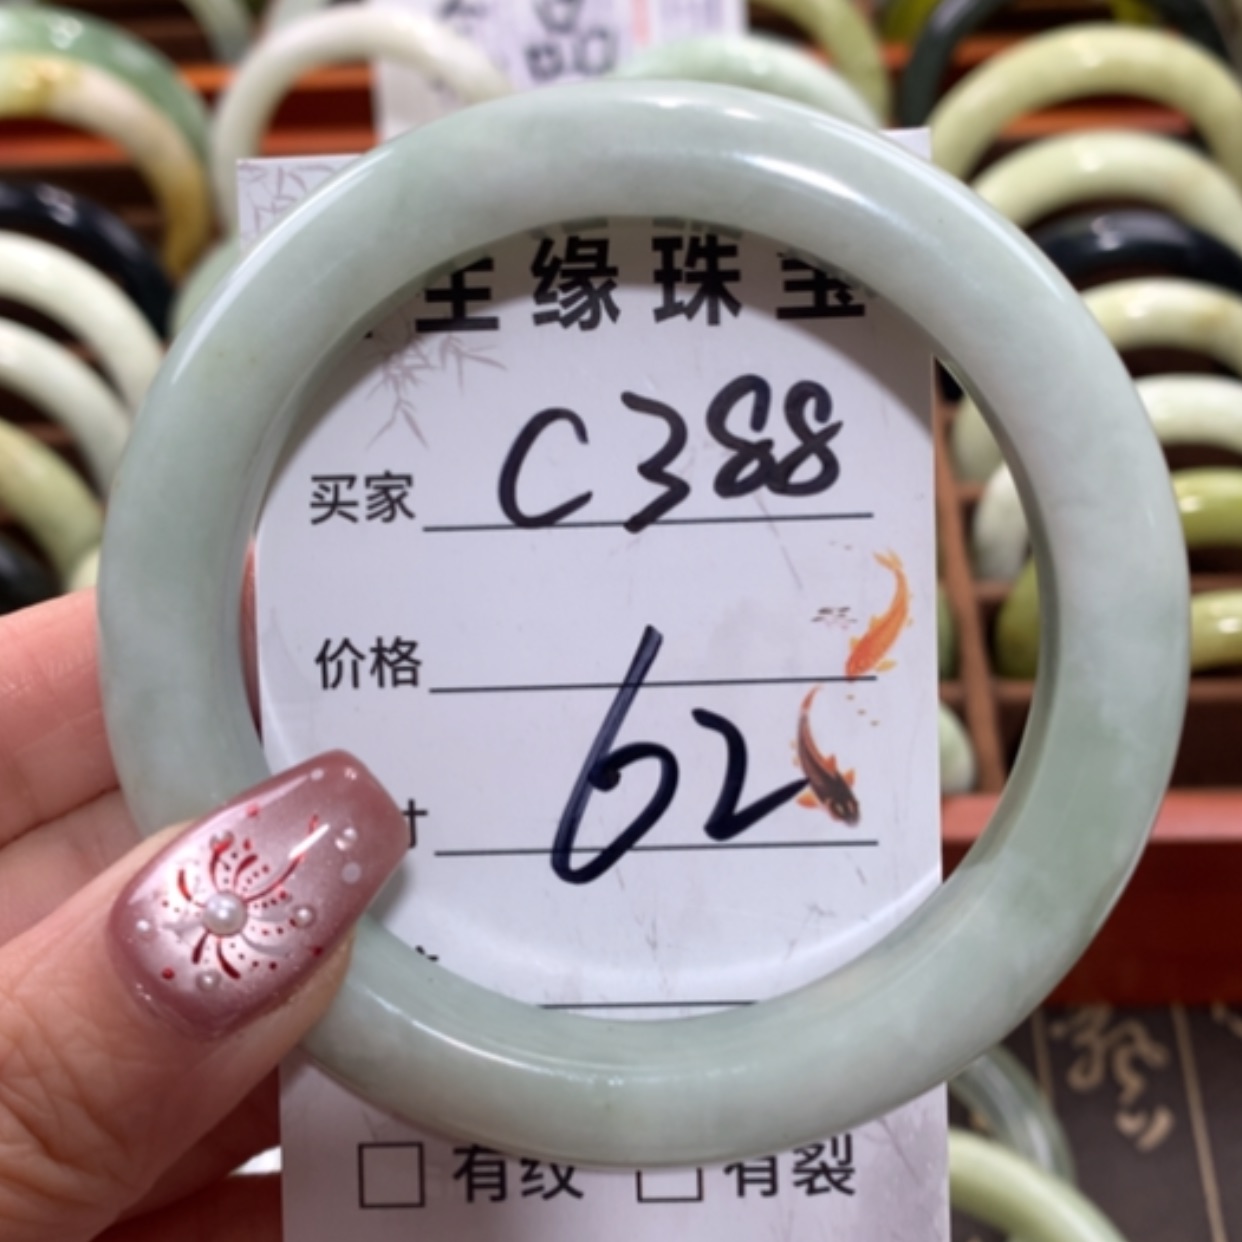 缘珠宝
买家 C388
价格
62
有纹 有裂